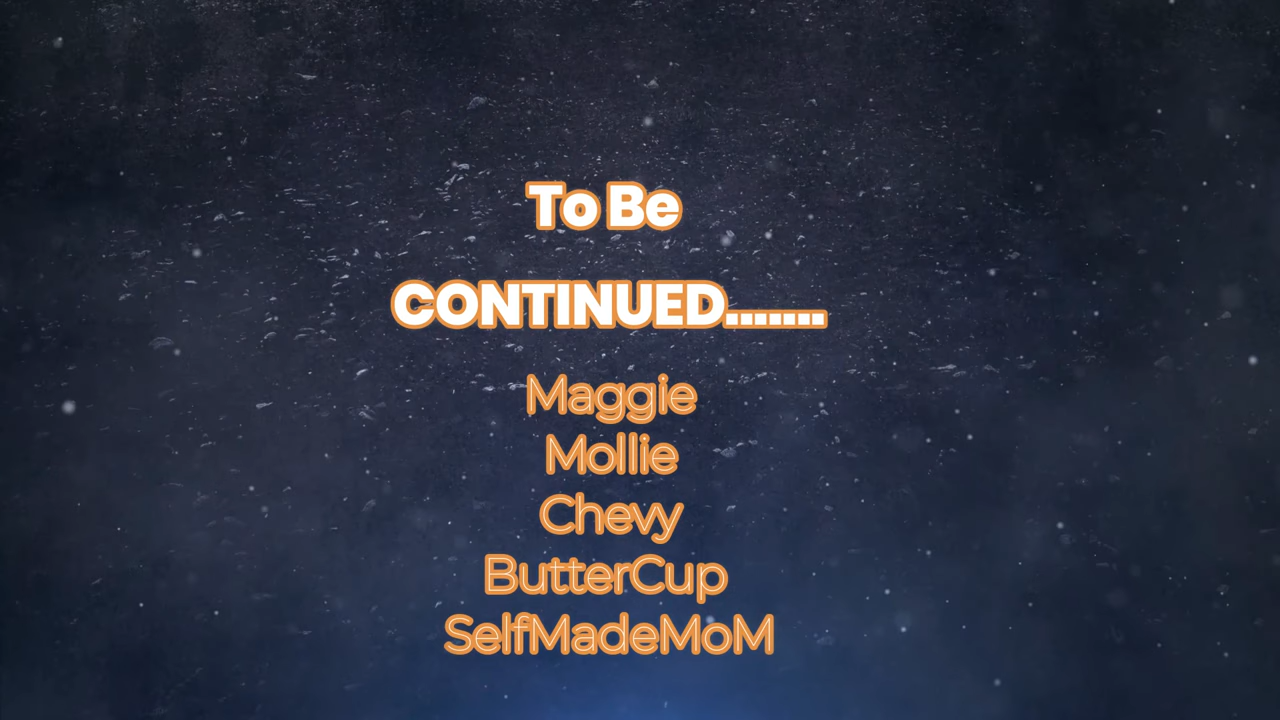 To Be
CONTINUED.......
Maggie
Mollie
Chevy
ButterCup
SelfMadeMoM